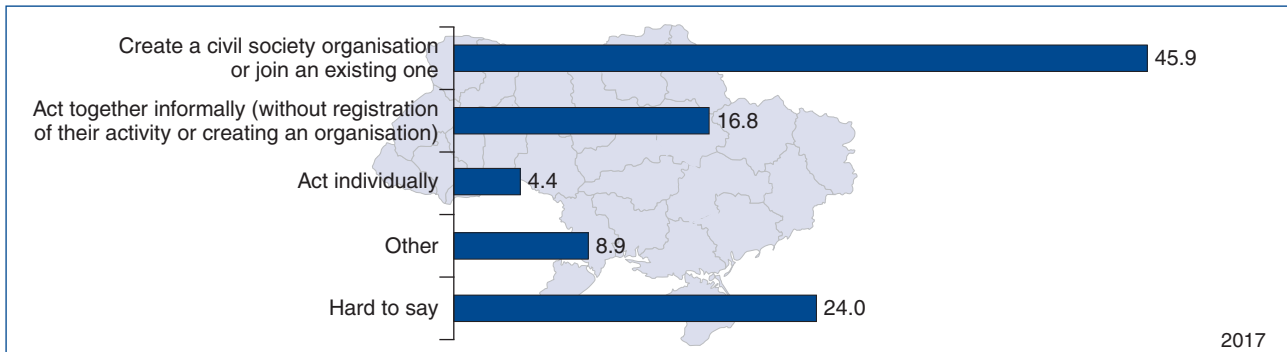 Create a civil society organisation
or join an existing one
45.9
Act together informally (without registration
of their activity or creating an organisation)
16.8
Act individually
4.4
Other
8.9
Hard to say
24.0
2017